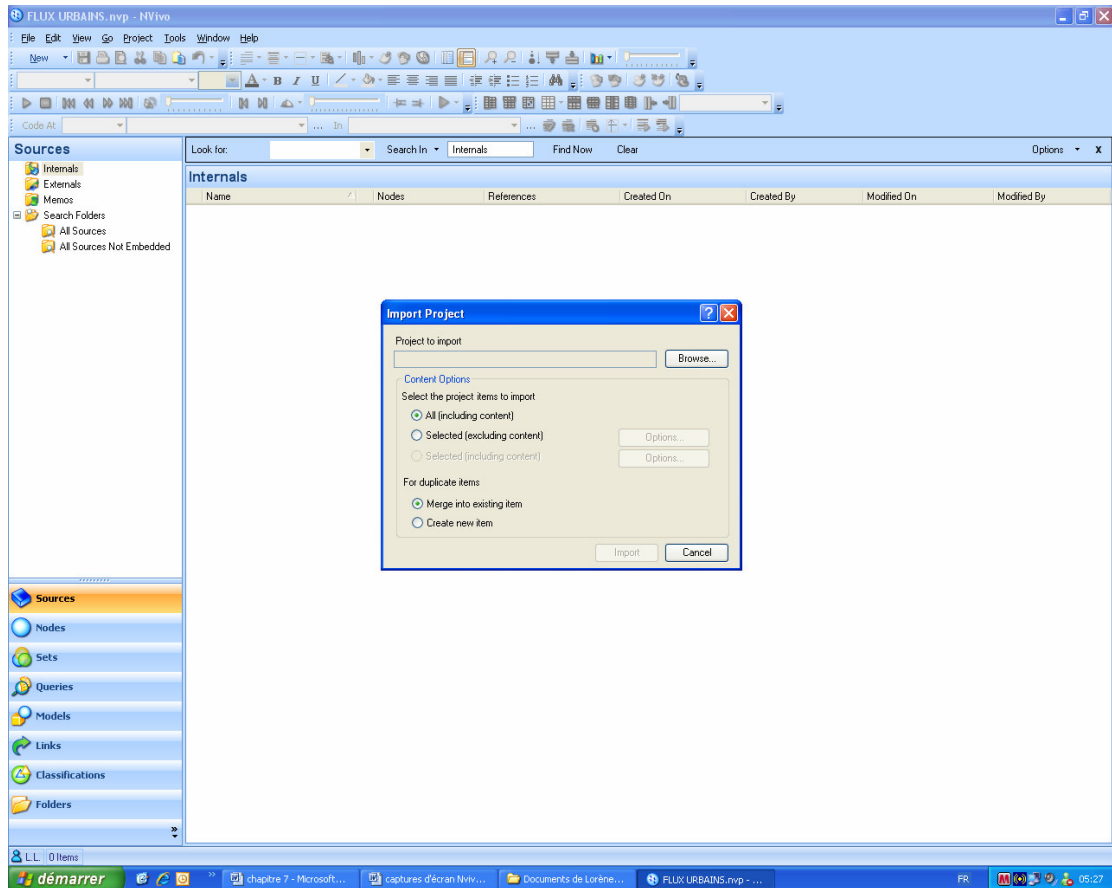 FLUX URBAINS.nvp - NVivo
File Edit View Go Project Tools Window Help
New
A B I U
Code At In
Sources
Look for: Search In Internals Find Now Clear Options x
Internals
Externals
Memos
Search Folders
All Sources
All Sources Not Embedded
Internals
Name Nodes References Created On Created By Modified On Modified By
Import Project
Project to import
Browse...
Content Options
Select the project items to import
All (including content)
Selected (excluding content) Options...
Selected (including content) Options...
For duplicate items
Merge into existing item
Create new item
Import Cancel
Sources
Nodes
Sets
Queries
Models
Links
Classifications
Folders
L.L. 0 Items
démarrer chapitre 7 - Microsoft... captures d'écran Nviv... Documents de Lorène... FLUX URBAINS.nvp - ... FR 05:27